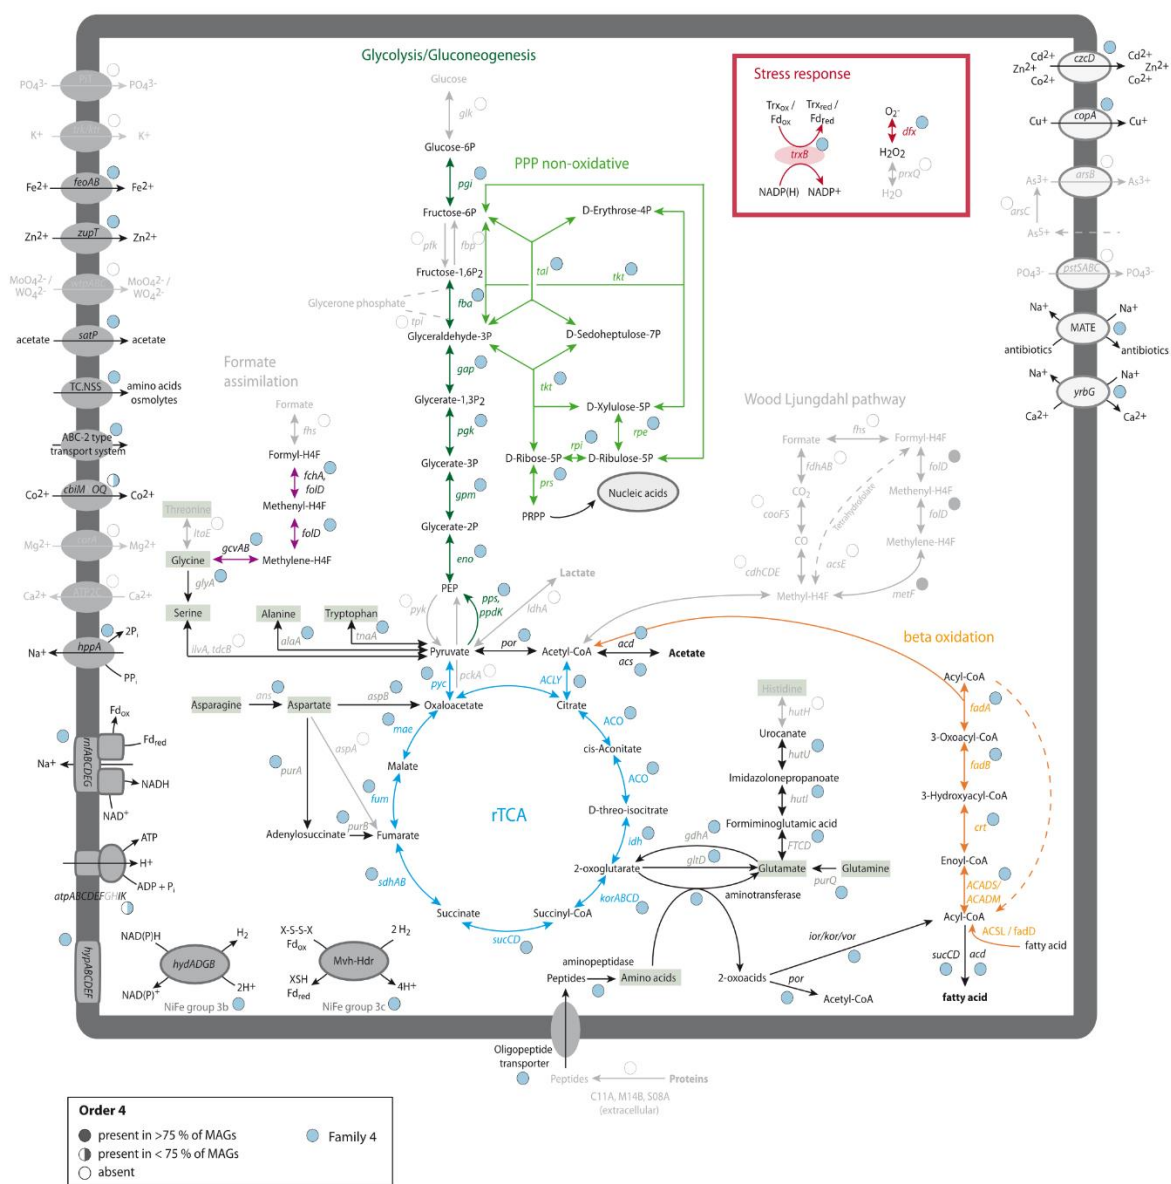 Glycolysis/Gluconeogenesis
Glucose
glk
Glucose-6P
pgi
Fructose-6P
pfk
fbp
Fructose-1,6P2
Glycerone phosphate
fba
tpi
Glyceraldehyde-3P
gap
Glycerate-1,3P2
pgk
Glycerate-3P
gpm
Glycerate-2P
eno
PEP
pyk
pps,
ppdK
Lactate
ldhA
Pyruvate
pckA
PPP non-oxidative
D-Erythrose-4P
tal
tkt
D-Sedoheptulose-7P
tkt
D-Xylulose-5P
rpe
rpi
D-Ribose-5P
D-Ribulose-5P
prs
PRPP
Nucleic acids
Stress response
Trxox /
Fdox
Trxred /
Fdred
trxB
NADP(H)
NADP+
O2-
dfx
H2O2
prxQ
H2O
PO43-
PiT
PO43-
K+
K+
Fe2+
feoAB
Fe2+
Zn2+
zupT
Zn2+
MoO42- /
WO42-
MoO42- /
WO42-
acetate
satP
acetate
TC.NSS
amino acids
osmolytes
ABC-2 type
transport system
Co2+
cbiM OQ
Co2+
Mg2+
Mg2+
Ca2+
ATP2C
Ca2+
Na+
hppA
2Pi
PPi
Fdox
Fdred
Na+
rnfABCDEG
NADH
NAD+
ATP
H+
ADP + Pi
atpABCDEFGHIK
hypABCDEF
NAD(P)H
H2
hydADGB
NAD(P)+
2H+
NiFe group 3b
X-S-S-X
Fdox
2 H2
Mvh-Hdr
XSH
Fdred
4H+
NiFe group 3c
Cd2+
Zn2+
Co2+
czcD
Cd2+
Zn2+
Co2+
Cu+
copA
Cu+
As3+
arsB
As3+
arsC
As5+
PO43-
pstSABC
PO43-
Na+
Na+
MATE
antibiotics
antibiotics
Na+
Na+
yrbG
Ca2+
Ca2+
Formate
assimilation
Formate
fhs
Formyl-H4F
fchA,
folD
Methenyl-H4F
folD
Methylene-H4F
gcvAB
Threonine
ltaE
Glycine
glyA
Serine
Alanine
Tryptophan
ilvA, tdcB
alaA
tnaA
Wood Ljungdahl pathway
Formate
fhs
Formyl-H4F
fdhAB
folD
CO2
Methenyl-H4F
cooFS
Tetrahydrofolate
folD
CO
Methylene-H4F
cdhCDE
acsE
metF
Methyl-H4F
por
Acetyl-CoA
acd
acs
Acetate
pyc
ACLY
Asparagine
ans
Aspartate
aspB
Oxaloacetate
Citrate
mae
ACO
aspA
cis-Aconitate
Malate
purA
ACO
fum
rTCA
D-threo-isocitrate
Adenylosuccinate
purB
Fumarate
idh
2-oxoglutarate
sdhAB
korABCD
Succinate
Succinyl-CoA
sucCD
Histidine
hutH
Urocanate
hutU
Imidazolonepropanoate
hutI
Formiminoglutamic acid
gdhA
FTCD
gltD
Glutamate
Glutamine
purQ
aminotransferase
aminopeptidase
Peptides
Amino acids
2-oxoacids
ior/kor/vor
por
Acetyl-CoA
beta oxidation
Acyl-CoA
fadA
3-Oxoacyl-CoA
fadB
3-Hydroxyacyl-CoA
crt
Enoyl-CoA
ACADS/
ACADM
Acyl-CoA
ACSL / fadD
fatty acid
sucCD
acd
fatty acid
Oligopeptide
transporter
Peptides
Proteins
C11A, M14B, S08A
(extracellular)
Order 4
present in >75 % of MAGs
Family 4
present in < 75 % of MAGs
absent